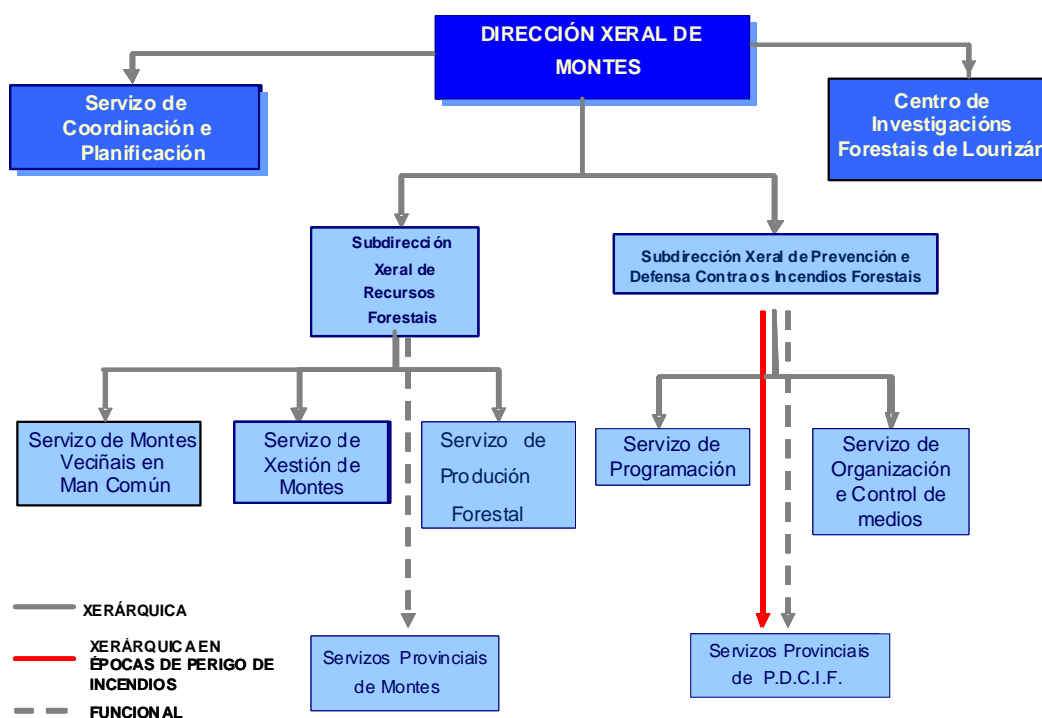 DIRECCIÓN XERAL DE
MONTES
Servizo de
Coordinación e
Planificación
Centro de
Investigacións
Forestais de Lourizán
Subdirección
Xeral de
Recursos
Forestais
Subdirección Xeral de Prevención e
Defensa Contra os Incendios Forestais
Servizo de Montes
Veciñais en
Man Común
Servizo de
Xestión de
Montes
Servizo de
Produción
Forestal
Servizo de
Programación
Servizo de
Organización
e Control de
medios
XERÁRQUICA
XERÁRQUICA EN
ÉPOCAS DE PERIGO DE
INCENDIOS
FUNCIONAL
Servizos Provinciais
de Montes
Servizos Provinciais
de P.D.C.I.F.